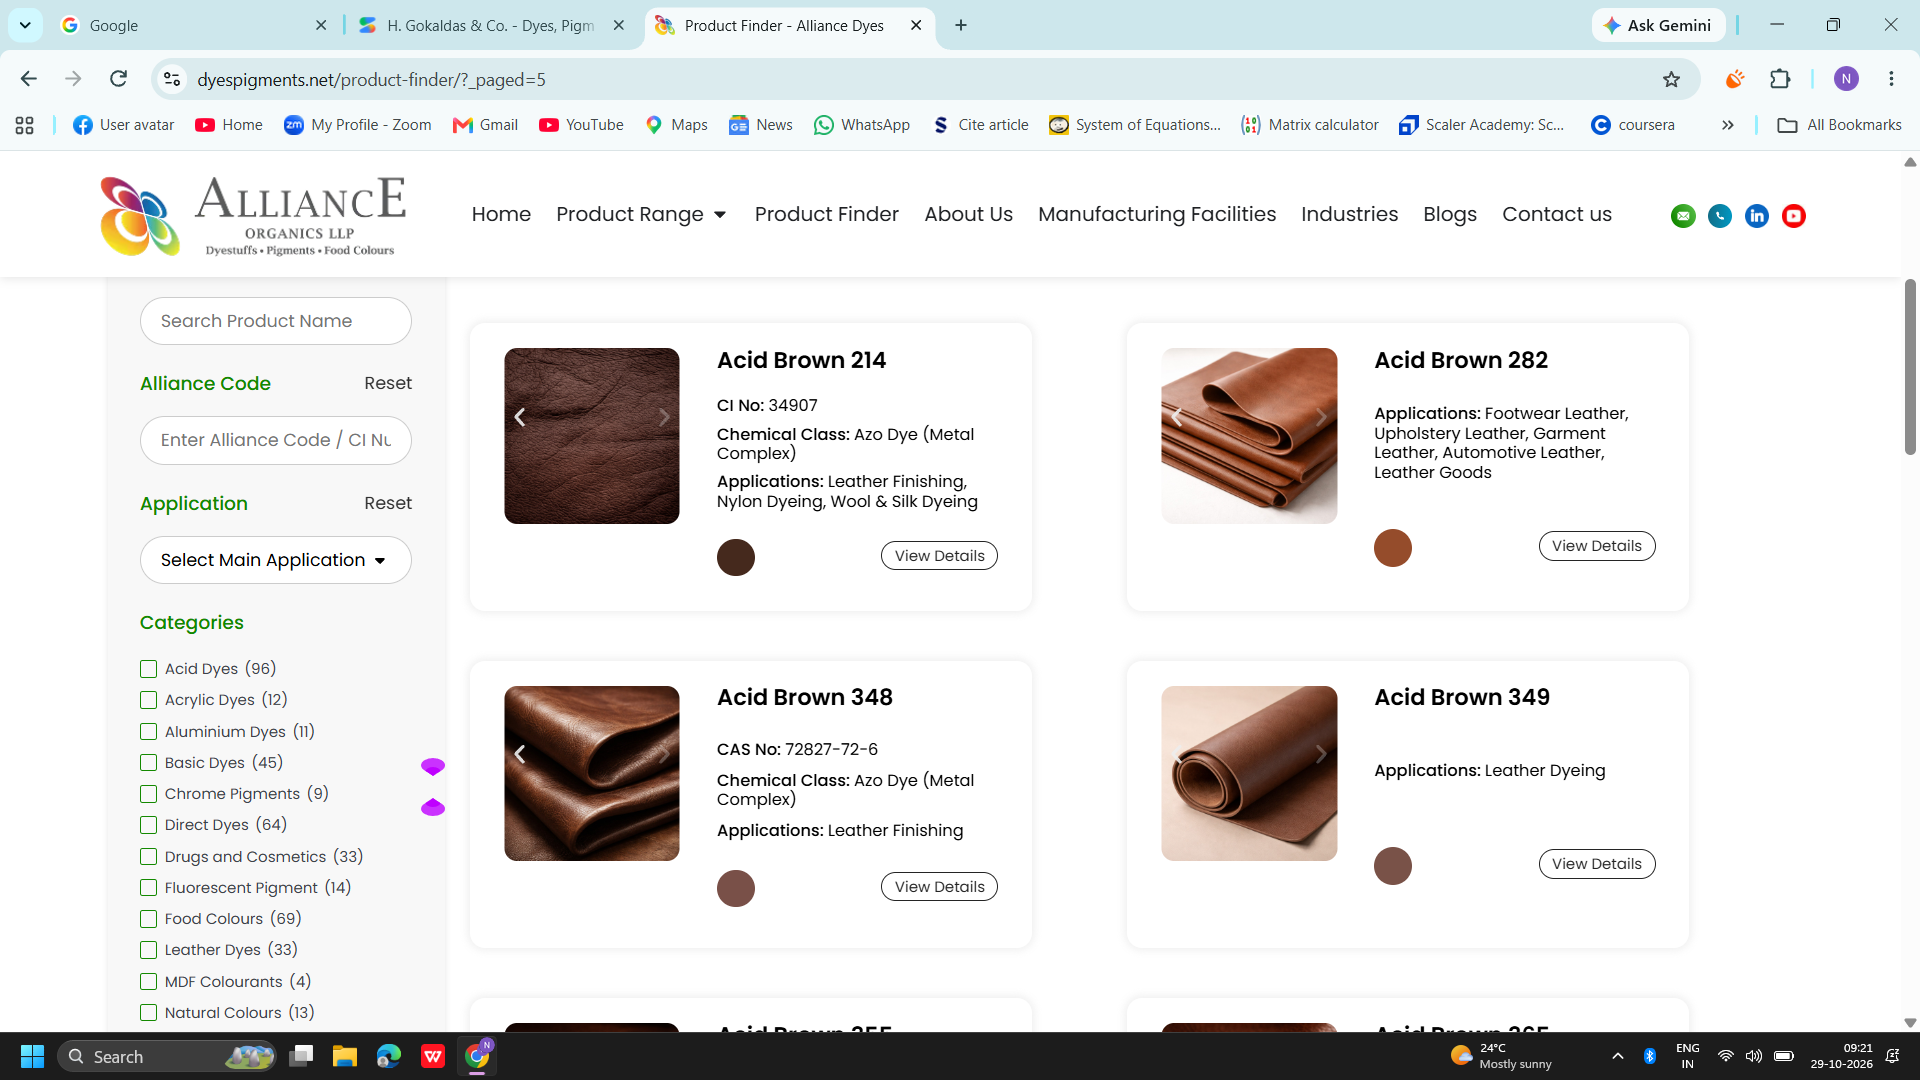 Google
H. Gokaldas & Co. - Dyes, Pigm
Product Finder - Alliance Dyes
Ask Gemini
dyespigments.net/product-finder/?_paged=5
N
User avatar
Home
My Profile - Zoom
Gmail
YouTube
Maps
News
WhatsApp
Cite article
System of Equations...
Matrix calculator
Scaler Academy: Sc...
coursera
All Bookmarks
ALLIANCE
ORGANICS LLP
Dyestuffs • Pigments • Food Colours
Home
Product Range
Product Finder
About Us
Manufacturing Facilities
Industries
Blogs
Contact us
Search Product Name
Alliance Code
Reset
Enter Alliance Code / CI Nu
Application
Reset
Select Main Application
Categories
Acid Dyes (96)
Acrylic Dyes (12)
Aluminium Dyes (11)
Basic Dyes (45)
Chrome Pigments (9)
Direct Dyes (64)
Drugs and Cosmetics (33)
Fluorescent Pigment (14)
Food Colours (69)
Leather Dyes (33)
MDF Colourants (4)
Natural Colours (13)
Acid Brown 214
CI No: 34907
Chemical Class: Azo Dye (Metal
Complex)
Applications: Leather Finishing,
Nylon Dyeing, Wool & Silk Dyeing
View Details
Acid Brown 282
Applications: Footwear Leather,
Upholstery Leather, Garment
Leather, Automotive Leather,
Leather Goods
View Details
Acid Brown 348
CAS No: 72827-72-6
Chemical Class: Azo Dye (Metal
Complex)
Applications: Leather Finishing
View Details
Acid Brown 349
Applications: Leather Dyeing
View Details
Acid Brown 355
Acid Brown 365
Search
24°C
Mostly sunny
ENG
IN
09:21
29-10-2026